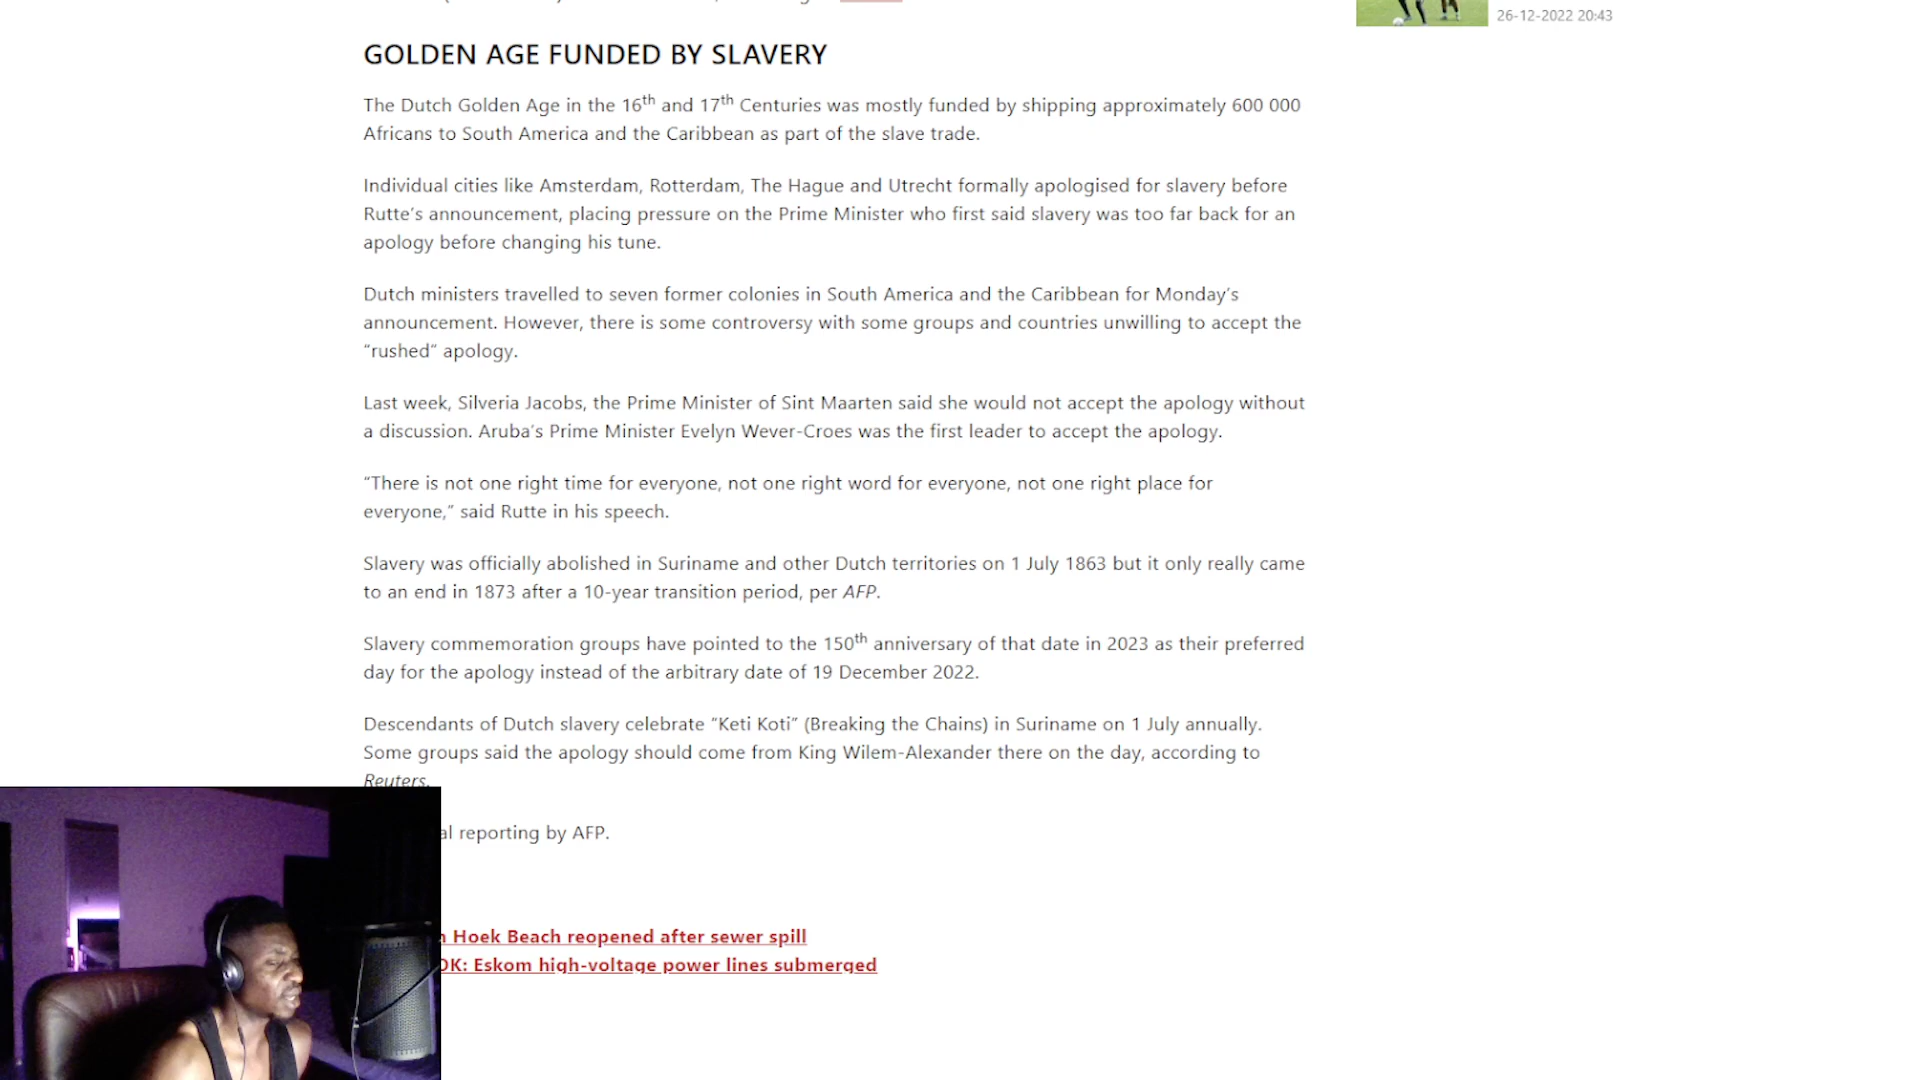 26-12-2022 20:43
GOLDEN AGE FUNDED BY SLAVERY
The Dutch Golden Age in the 16th and 17th Centuries was mostly funded by shipping approximately 600 000
Africans to South America and the Caribbean as part of the slave trade.
Individual cities like Amsterdam, Rotterdam, The Hague and Utrecht formally apologised for slavery before
Rutte’s announcement, placing pressure on the Prime Minister who first said slavery was too far back for an
apology before changing his tune.
Dutch ministers travelled to seven former colonies in South America and the Caribbean for Monday’s
announcement. However, there is some controversy with some groups and countries unwilling to accept the
“rushed” apology.
Last week, Silveria Jacobs, the Prime Minister of Sint Maarten said she would not accept the apology without
a discussion. Aruba’s Prime Minister Evelyn Wever-Croes was the first leader to accept the apology.
“There is not one right time for everyone, not one right word for everyone, not one right place for
everyone,” said Rutte in his speech.
Slavery was officially abolished in Suriname and other Dutch territories on 1 July 1863 but it only really came
to an end in 1873 after a 10-year transition period, per AFP.
Slavery commemoration groups have pointed to the 150th anniversary of that date in 2023 as their preferred
day for the apology instead of the arbitrary date of 19 December 2022.
Descendants of Dutch slavery celebrate “Keti Koti” (Breaking the Chains) in Suriname on 1 July annually.
Some groups said the apology should come from King Wilem-Alexander there on the day, according to
Reuters.
al reporting by AFP.
Hoek Beach reopened after sewer spill
OK: Eskom high-voltage power lines submerged